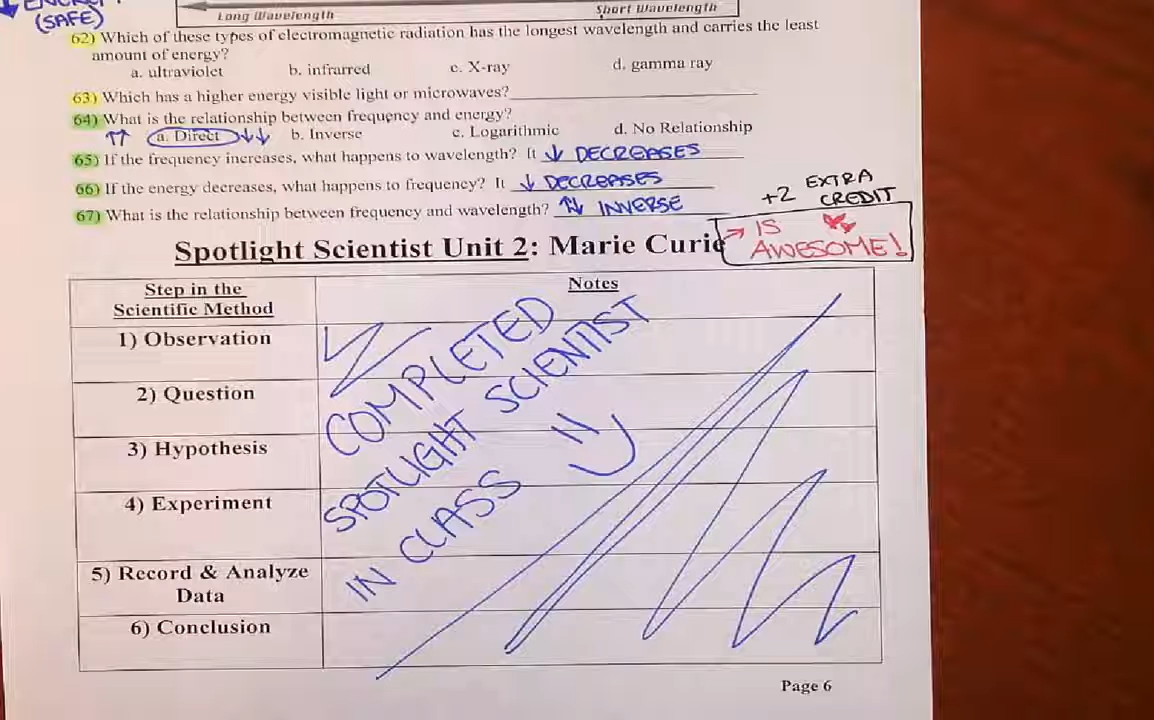 ENERGY
(SAFE)
Long Wavelength Short Wavelength
62) Which of these types of electromagnetic radiation has the longest wavelength and carries the least
amount of energy?
a. ultraviolet b. infrarred c. X-ray d. gamma ray
63) Which has a higher energy visible light or microwaves?
64) What is the relationship between frequency and energy?
↑↑ a. Direct ↓↓ b. Inverse c. Logarithmic d. No Relationship
65) If the frequency increases, what happens to wavelength? It ↓ DECREASES
66) If the energy decreases, what happens to frequency? It ↓ DECREASES
67) What is the relationship between frequency and wavelength? ↑↓ INVERSE
+2 EXTRA
CREDIT
Spotlight Scientist Unit 2: Marie Curie
→ IS
AWESOME!
Step in the
Scientific Method
Notes
1) Observation
2) Question
3) Hypothesis
4) Experiment
5) Record & Analyze
Data
6) Conclusion
COMPLETED
SPOTLIGHT SCIENTIST
IN CLASS
Page 6